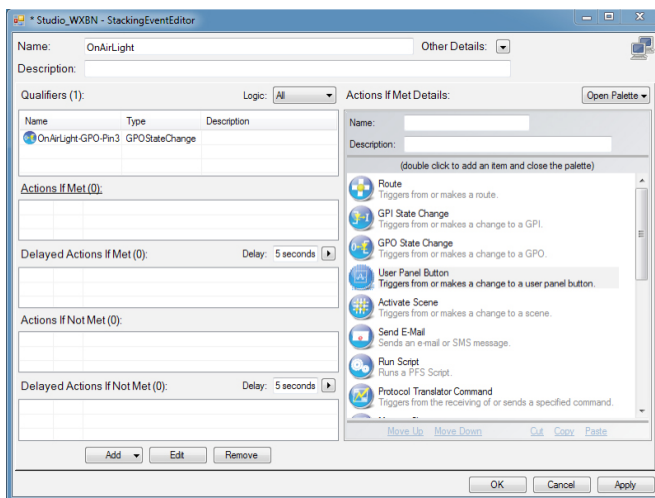 * Studio_WXBN - StackingEventEditor
Name: OnAirLight Other Details:
Description:
Qualifiers (1): Logic: All
Name Type Description
OnAirLight-GPO-Pin3 GPOStateChange
Actions If Met (0):
Delayed Actions If Met (0): Delay: 5 seconds
Actions If Not Met (0):
Delayed Actions If Not Met (0): Delay: 5 seconds
Add Edit Remove
Actions If Met Details: Open Palette
Name:
Description:
(double click to add an item and close the palette)
Route
Triggers from or makes a route.
GPI State Change
Triggers from or makes a change to a GPI.
GPO State Change
Triggers from or makes a change to a GPO.
User Panel Button
Triggers from or makes a change to a user panel button.
Activate Scene
Triggers from or makes a change to a scene.
Send E-Mail
Sends an e-mail or SMS message.
Run Script
Runs a PFS Script.
Protocol Translator Command
Triggers from the receiving of or sends a specified command.
Move Up Move Down Cut Copy Paste
OK Cancel Apply